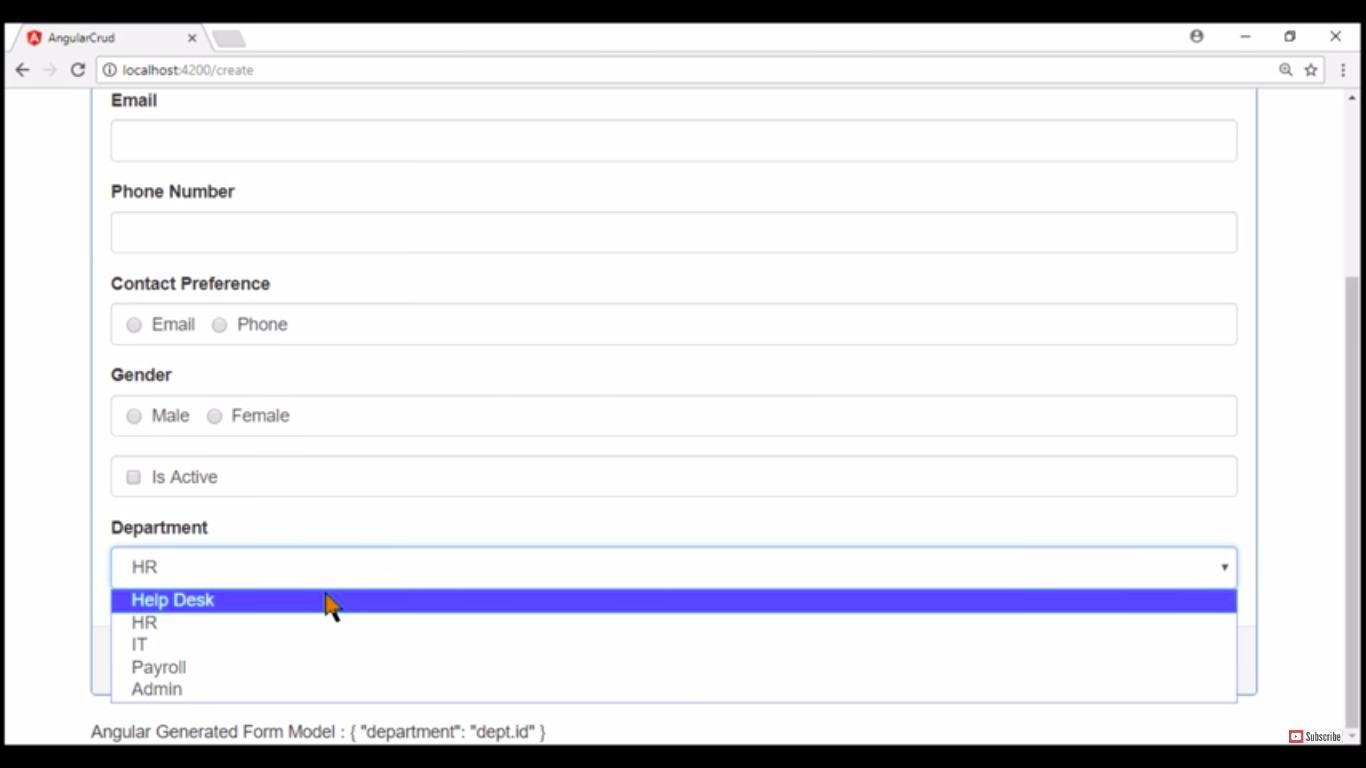 AngularCrud
localhost:4200/create
Email
Phone Number
Contact Preference
Email Phone
Gender
Male Female
Is Active
Department
HR
Help Desk
HR
IT
Payroll
Admin
Angular Generated Form Model : { "department": "dept.id" }
Subscribe